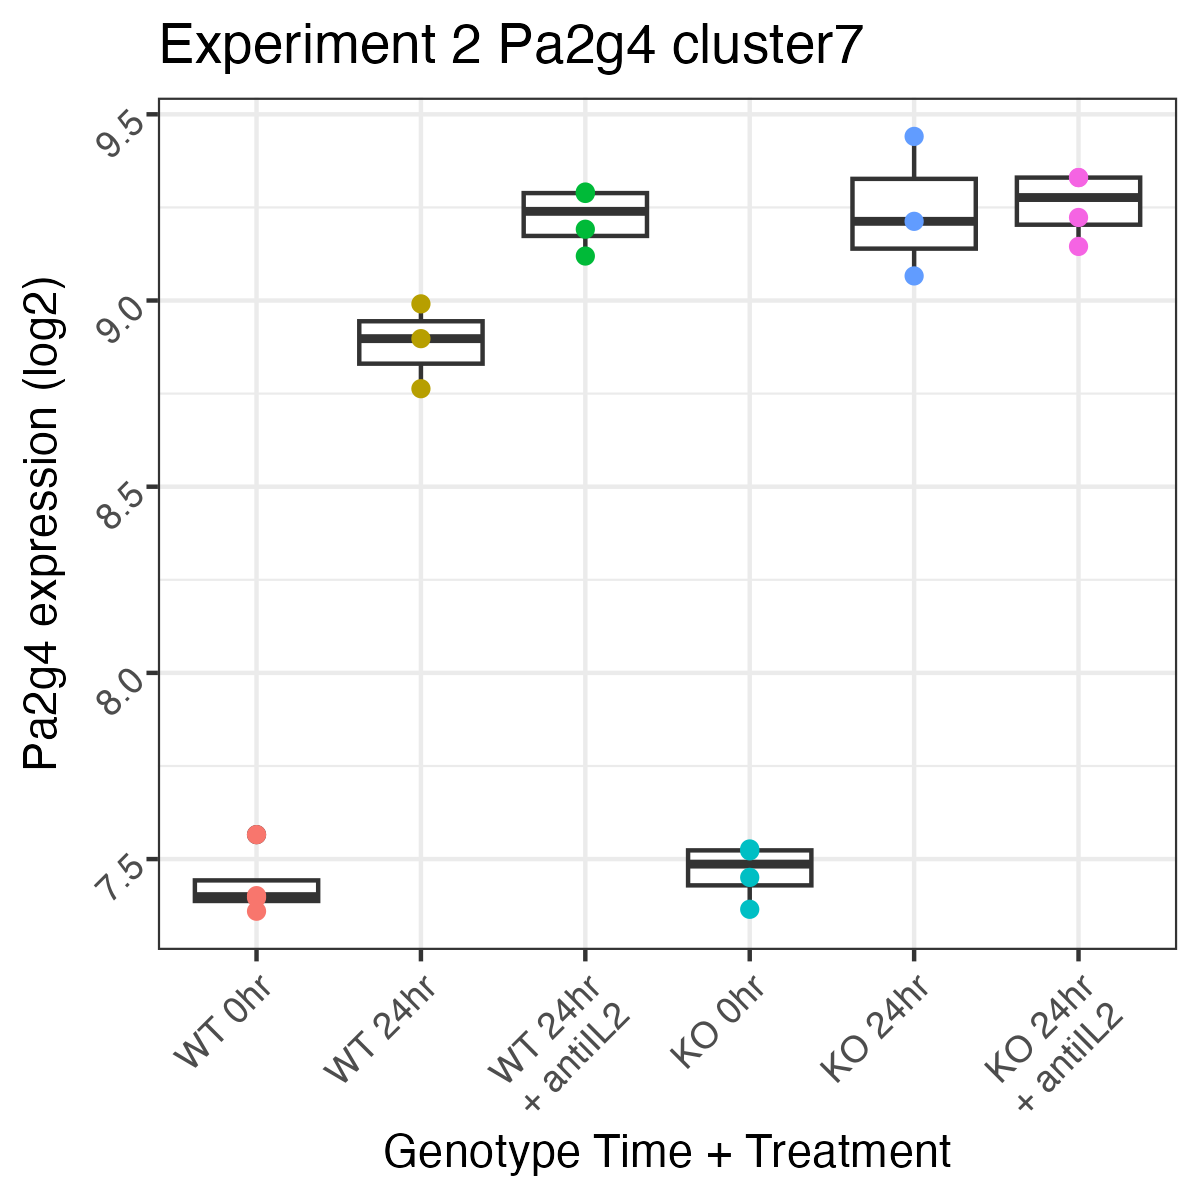 Experiment 2 Pa2g4 cluster7
Pa2g4 expression (log2)
9.5
9.0
8.5
8.0
7.5
WT 0hr
WT 24hr
WT 24hr
+ antiIL2
KO 0hr
KO 24hr
KO 24hr
+ antiIL2
Genotype Time + Treatment